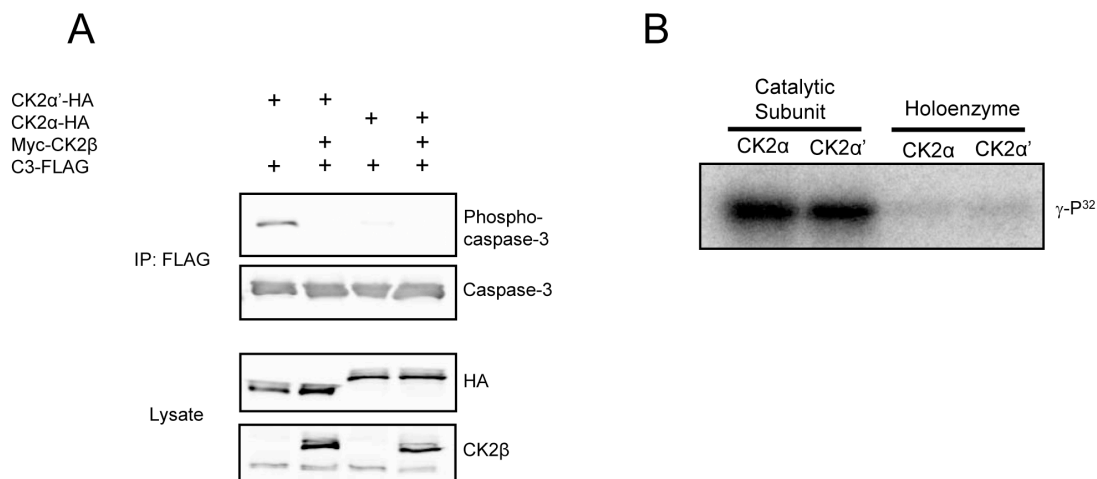 A
CK2α’-HA + +
CK2α-HA + +
Myc-CK2β + +
C3-FLAG + + + +
IP: FLAG
Phospho-
caspase-3
Caspase-3
Lysate
HA
CK2β
B
Catalytic
Subunit
Holoenzyme
CK2α CK2α’ CK2α CK2α’
γ-P³²